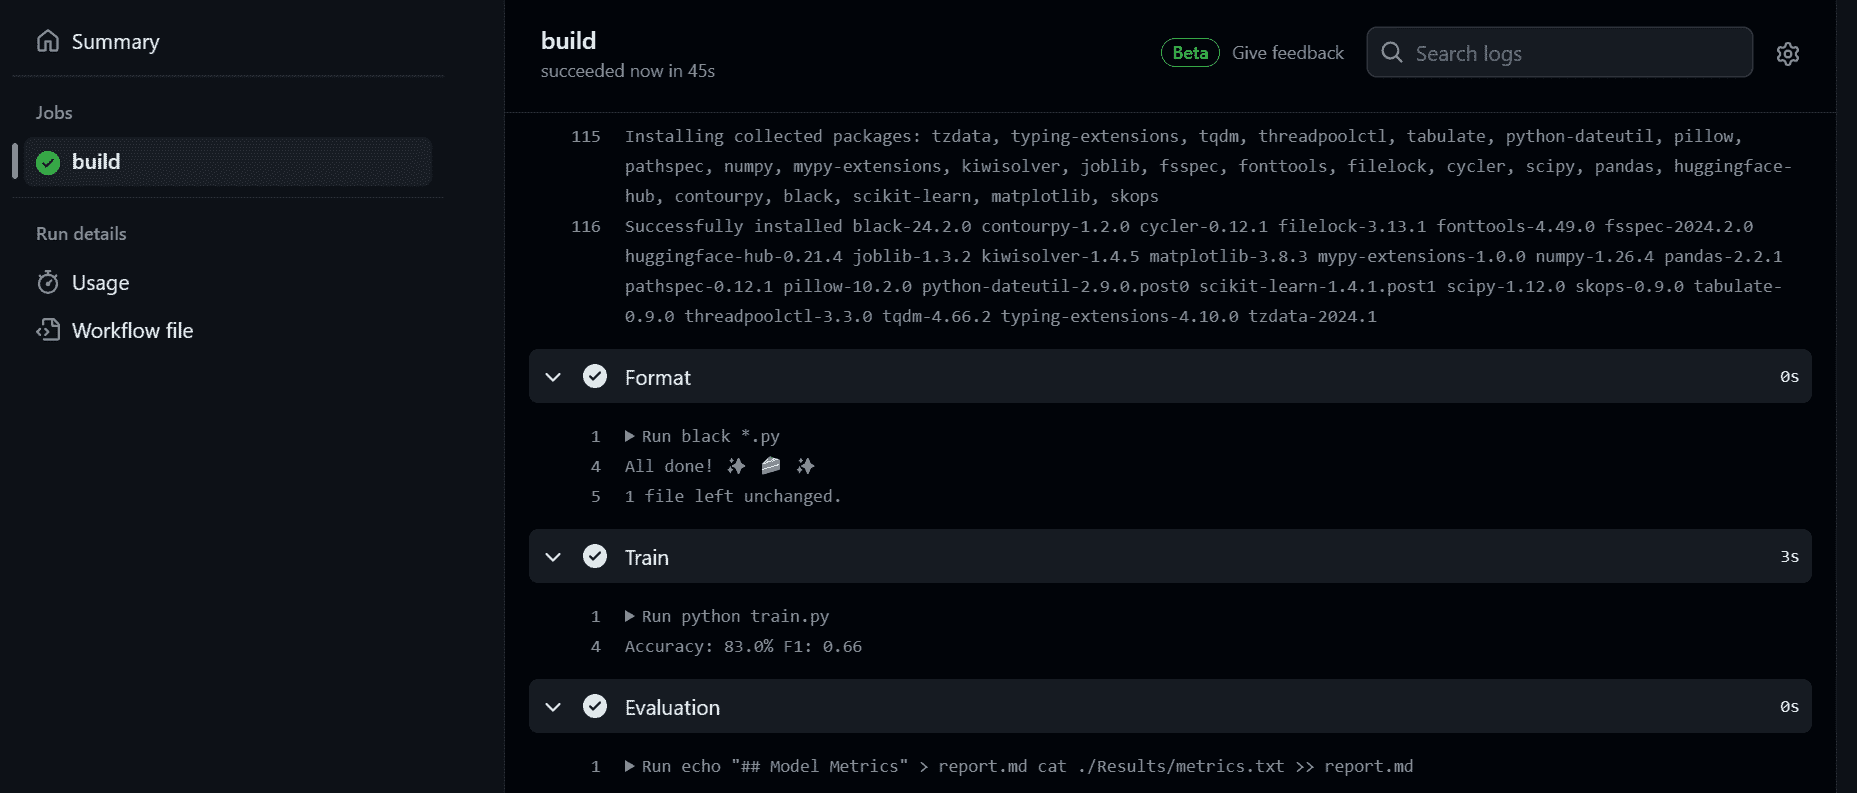 Summary
Jobs
build
Run details
Usage
Workflow file
build
succeeded now in 45s
Beta
Give feedback
Search logs
115 Installing collected packages: tzdata, typing-extensions, tqdm, threadpoolctl, tabulate, python-dateutil, pillow,
pathspec, numpy, mypy-extensions, kiwisolver, joblib, fsspec, fonttools, filelock, cycler, scipy, pandas, huggingface-
hub, contourpy, black, scikit-learn, matplotlib, skops
116 Successfully installed black-24.2.0 contourpy-1.2.0 cycler-0.12.1 filelock-3.13.1 fonttools-4.49.0 fsspec-2024.2.0
huggingface-hub-0.21.4 joblib-1.3.2 kiwisolver-1.4.5 matplotlib-3.8.3 mypy-extensions-1.0.0 numpy-1.26.4 pandas-2.2.1
pathspec-0.12.1 pillow-10.2.0 python-dateutil-2.9.0.post0 scikit-learn-1.4.1.post1 scipy-1.12.0 skops-0.9.0 tabulate-
0.9.0 threadpoolctl-3.3.0 tqdm-4.66.2 typing-extensions-4.10.0 tzdata-2024.1
Format 0s
1 Run black *.py
4 All done! ✨ 🍰 ✨
5 1 file left unchanged.
Train 3s
1 Run python train.py
4 Accuracy: 83.0% F1: 0.66
Evaluation 0s
1 Run echo "## Model Metrics" > report.md cat ./Results/metrics.txt >> report.md